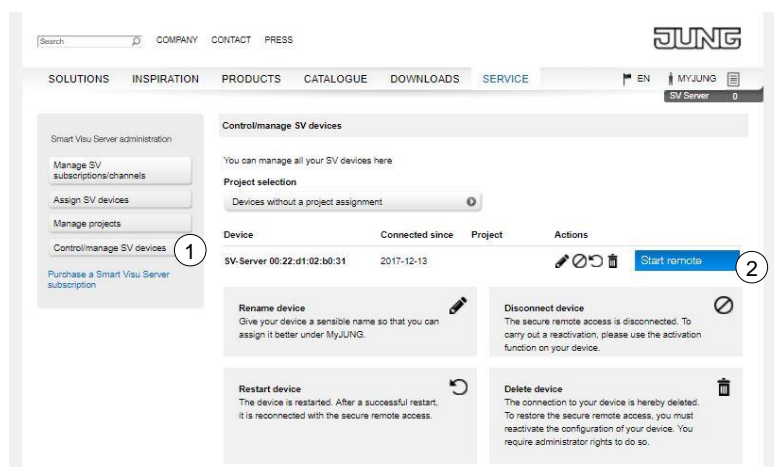 JUNG
Search COMPANY CONTACT PRESS
SOLUTIONS INSPIRATION PRODUCTS CATALOGUE DOWNLOADS SERVICE EN MYJUNG
SV Server 0
Smart Visu Server administration
Manage SV
subscriptions/channels
Assign SV devices
Manage projects
Control/manage SV devices
1
Purchase a Smart Visu Server
subscription
Control/manage SV devices
You can manage all your SV devices here
Project selection
Devices without a project assignment
Device Connected since Project Actions
SV-Server 00:22:d1:02:b0:31 2017-12-13 Start remote
2
Rename device
Give your device a sensible name so that you can
assign it better under MyJUNG.
Disconnect device
The secure remote access is disconnected. To
carry out a reactivation, please use the activation
function on your device.
Restart device
The device is restarted. After a successful restart,
it is reconnected with the secure remote access.
Delete device
The connection to your device is hereby deleted.
To restore the secure remote access, you must
reactivate the configuration of your device. You
require administrator rights to do so.